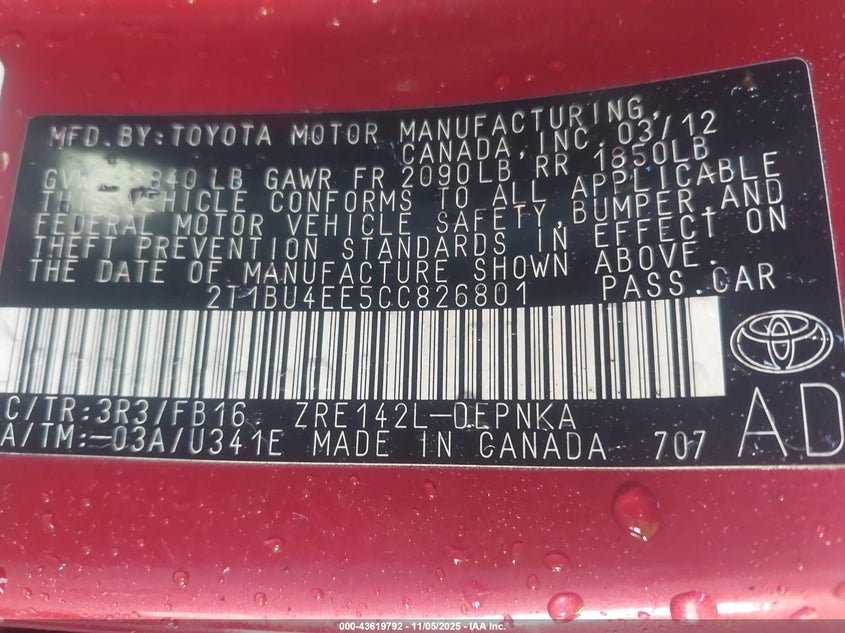 MFD.BY:TOYOTA MOTOR MANUFACTURING,
CANADA,INC.03/12
3840 LB GAWR FR 2090LB RR 1850LB
THIS VEHICLE CONFORMS TO ALL APPLICABLE
FEDERAL MOTOR VEHICLE SAFETY,BUMPER,AND
THEFT PREVENTION STANDARDS IN EFFECT ON
THE DATE OF MANUFACTURE SHOWN ABOVE.
2T1BU4EE5CC826801 PASS.CAR
C/TR:3R3/FB16 ZRE142L-DEPNKA
A/TM:-03A/U341E MADE IN CANADA 707
AD
000-43619792 - 11/05/2025 - IAA Inc.